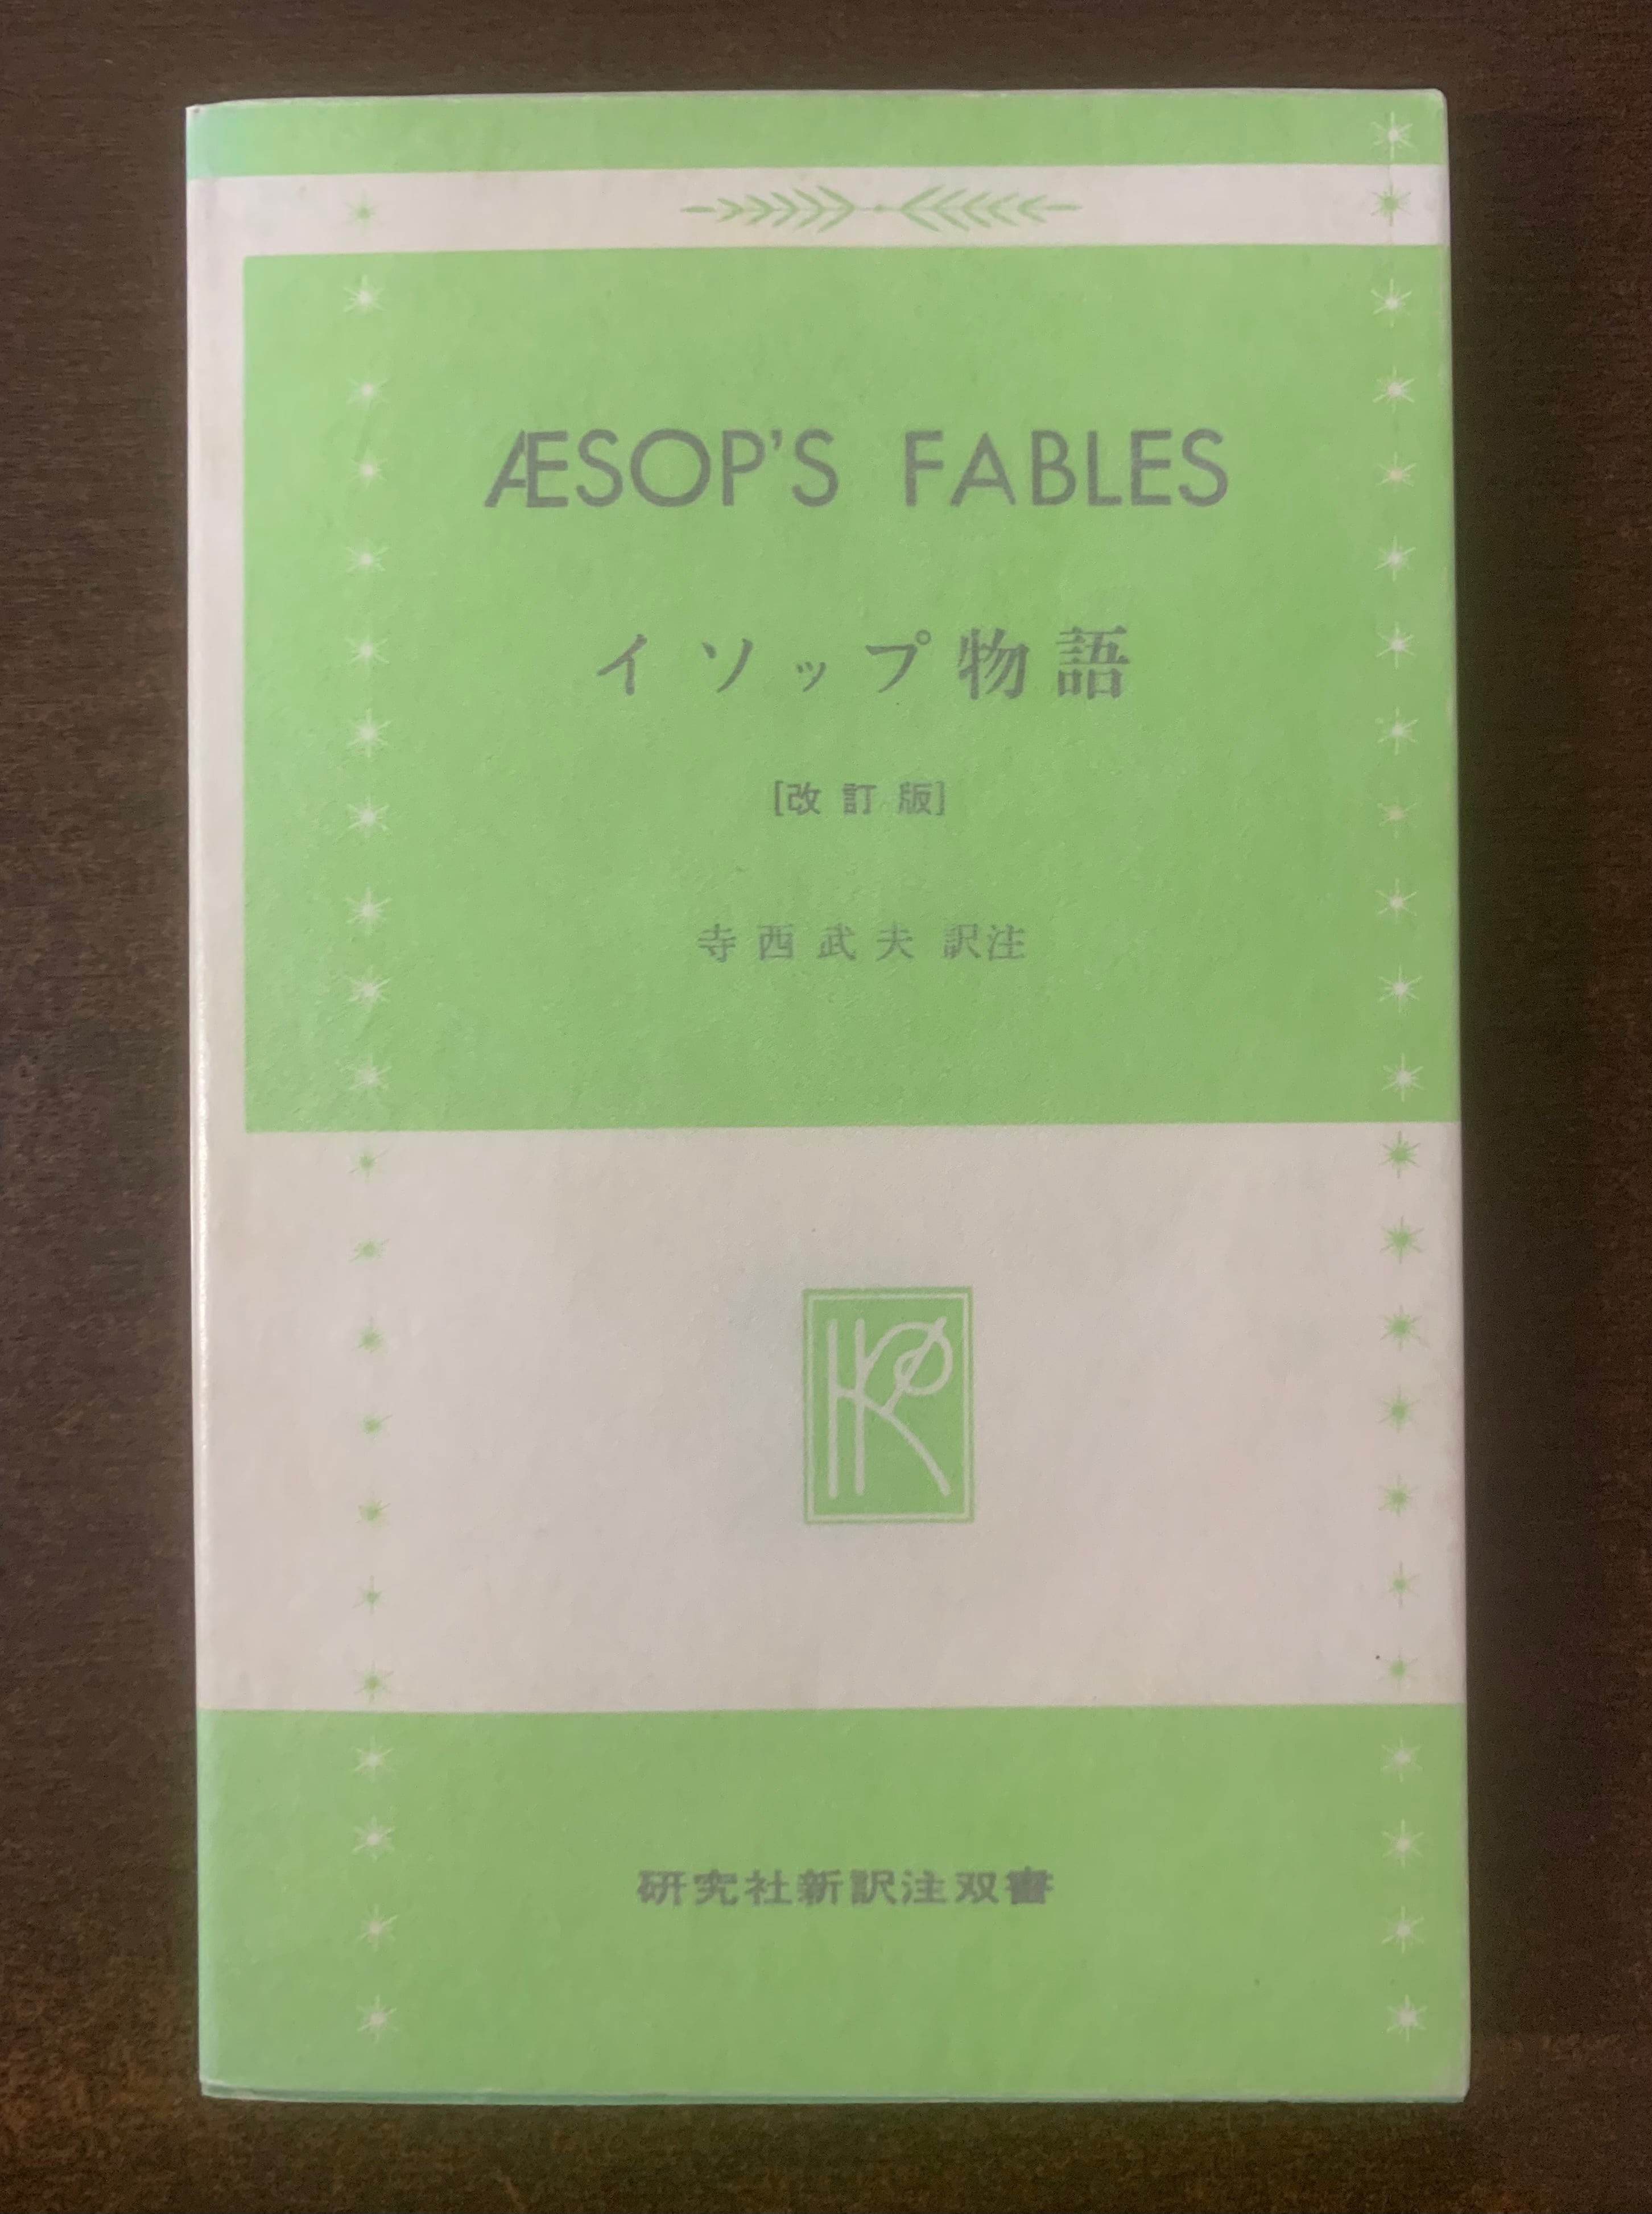 ÆSOP'S FABLES
イソップ物語
[改訂版]
寺西武夫 訳注
研究社新訳注双書